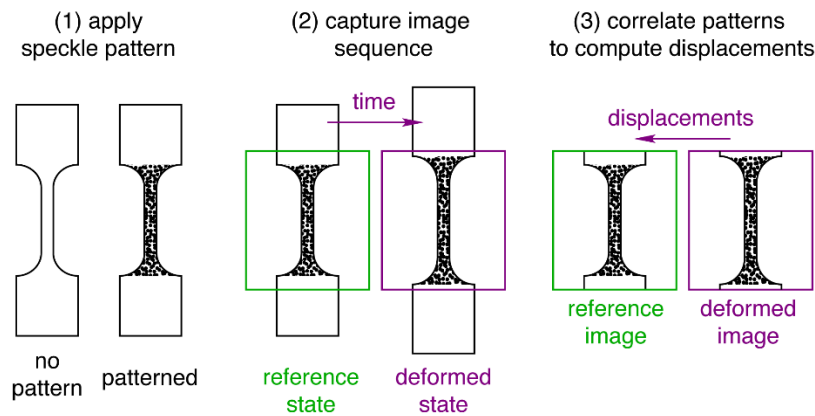 (1) apply
speckle pattern
(2) capture image
sequence
(3) correlate patterns
to compute displacements
time
displacements
no
pattern
patterned
reference
state
deformed
state
reference
image
deformed
image